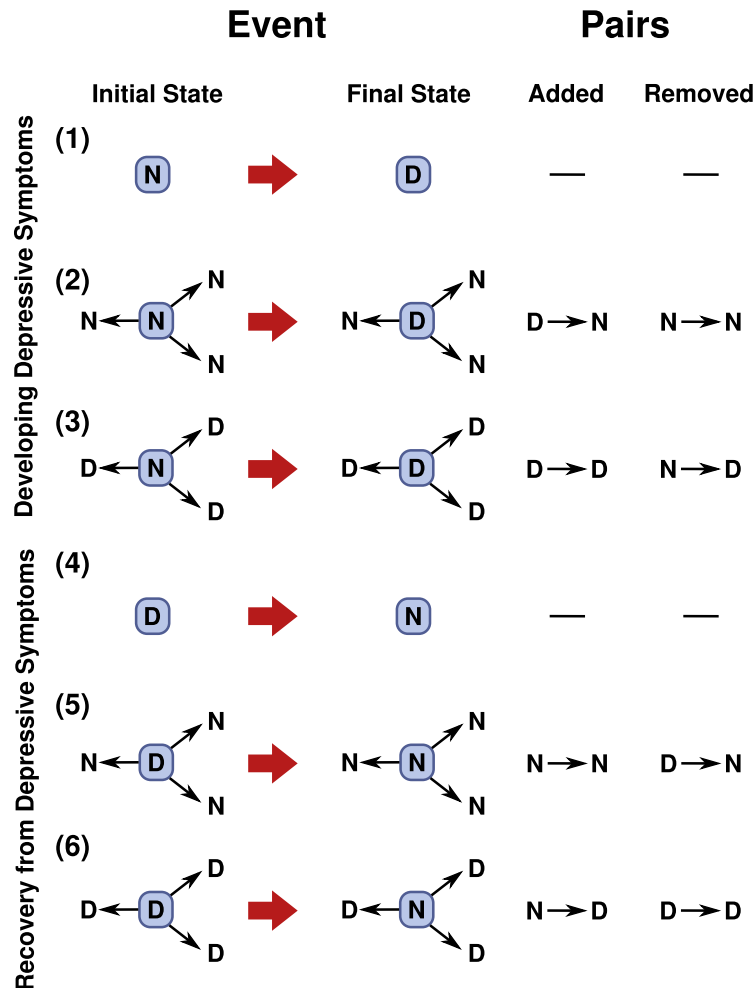 Event Pairs
Initial State Final State Added Removed
Developing Depressive Symptoms
(1)
N D — —
(2)
N N
N N N D D N N N
N N
(3)
D D
D N D D D D N D
D D
Recovery from Depressive Symptoms
(4)
D N — —
(5)
N N
N D N N N N D N
N N
(6)
D D
D D D N N D D D
D D